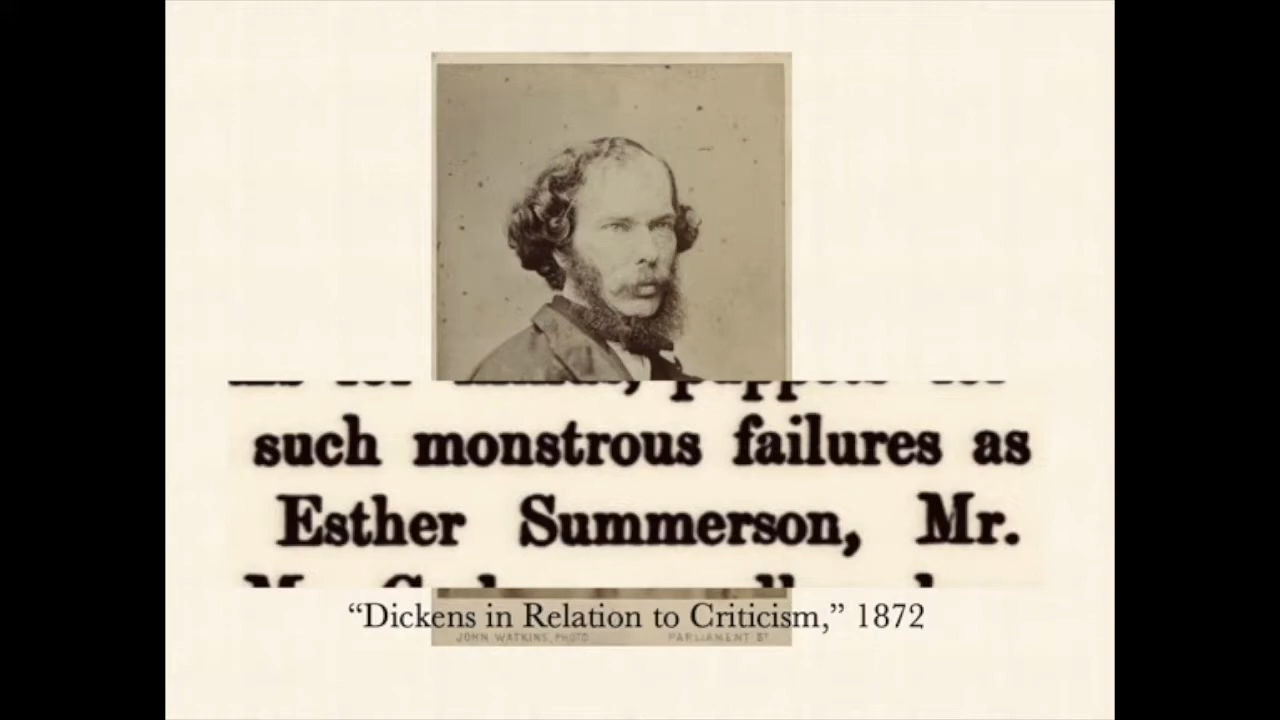 such monstrous failures as
Esther Summerson, Mr.
“Dickens in Relation to Criticism,” 1872
JOHN WATKINS, PHOTO
PARLIAMENT ST